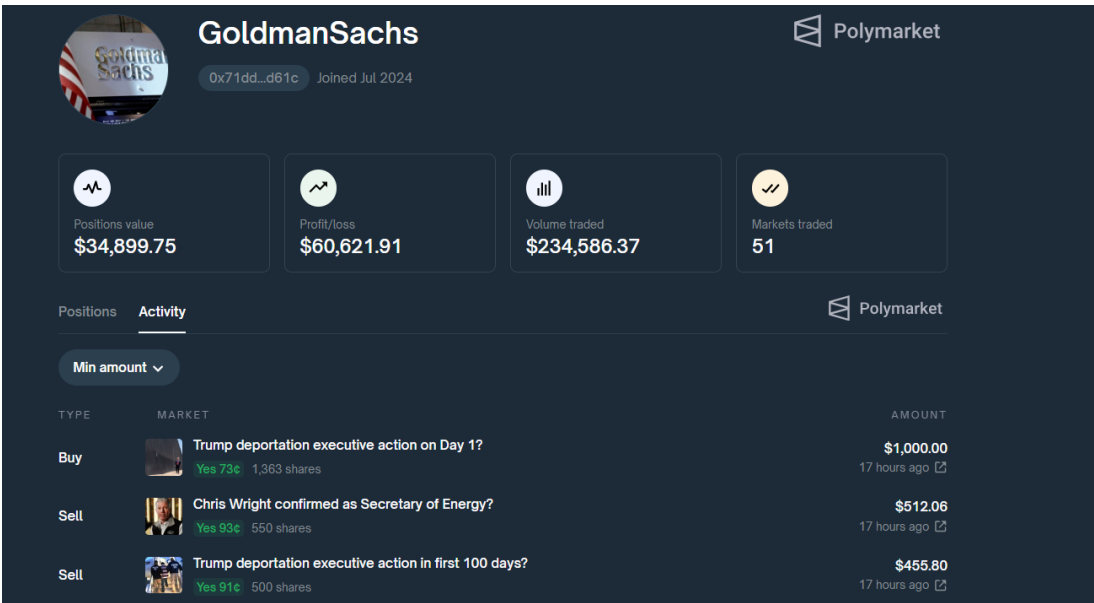 Goldman
Sachs
GoldmanSachs
Polymarket
0x71dd...d61c Joined Jul 2024
Positions value
$34,899.75
Profit/loss
$60,621.91
Volume traded
$234,586.37
Markets traded
51
Positions Activity
Polymarket
Min amount
TYPE MARKET AMOUNT
Buy
Trump deportation executive action on Day 1?
Yes 73¢ 1,363 shares
$1,000.00
17 hours ago
Sell
Chris Wright confirmed as Secretary of Energy?
Yes 93¢ 550 shares
$512.06
17 hours ago
Sell
Trump deportation executive action in first 100 days?
Yes 91¢ 500 shares
$455.80
17 hours ago